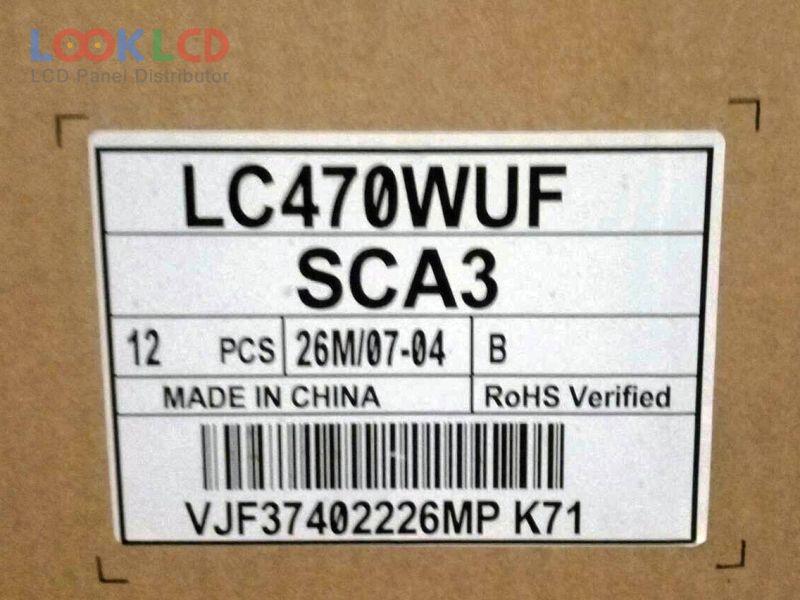 LOOKLCD
LCD Panel Distributor
LC470WUF
SCA3
12 PCS 26M/07-04 B
MADE IN CHINA RoHS Verified
VJF37402226MP K71